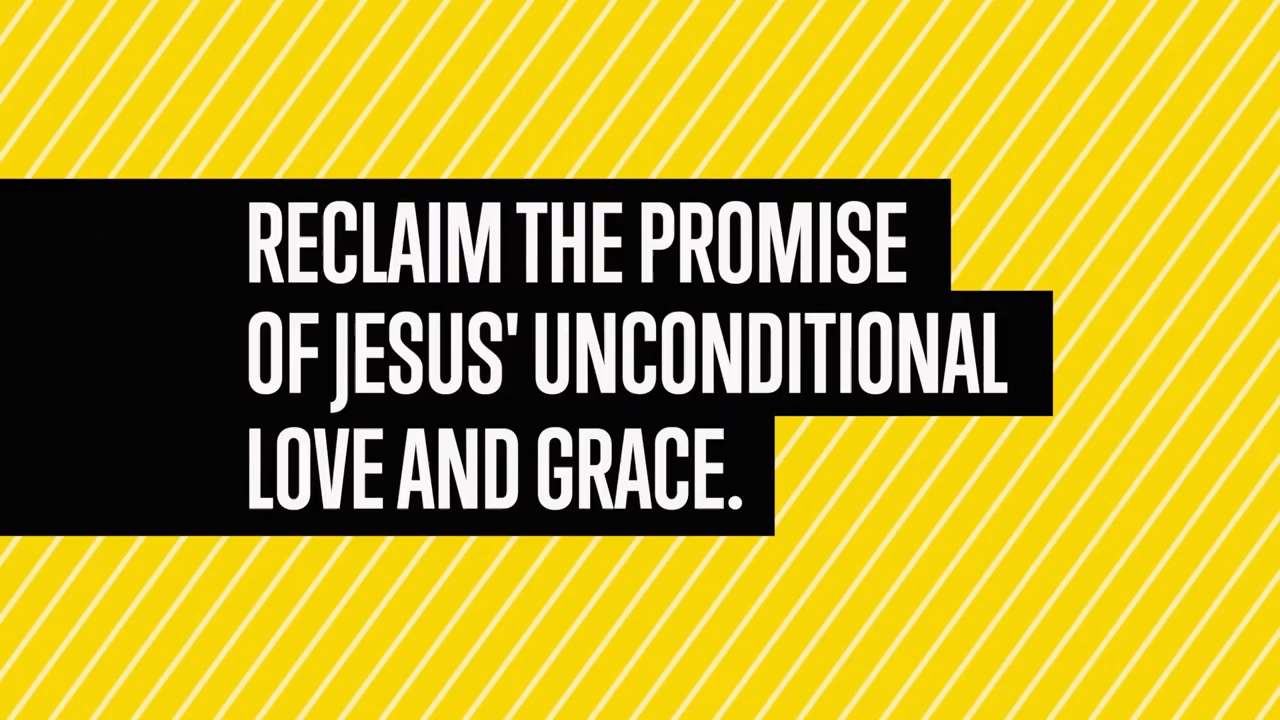 RECLAIM THE PROMISE
OF JESUS' UNCONDITIONAL
LOVE AND GRACE.